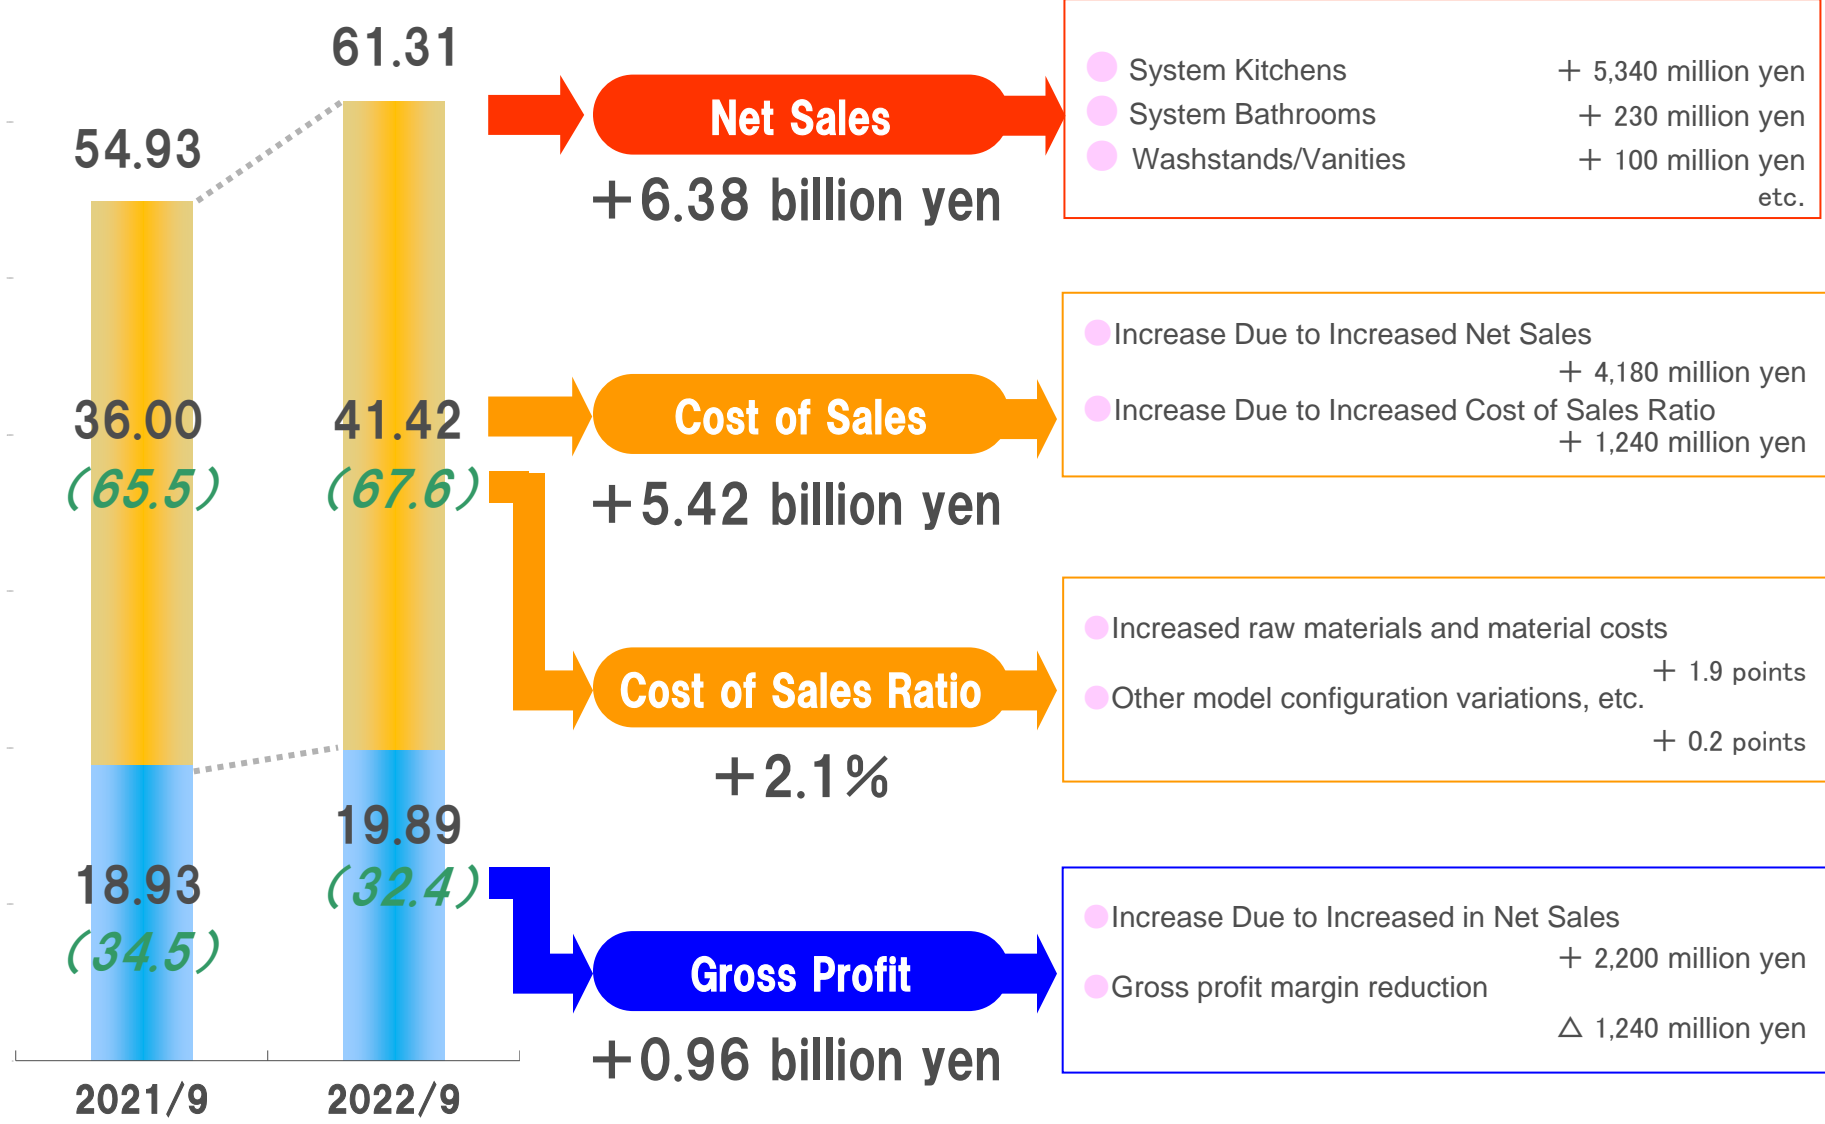 54.93
61.31
36.00
(65.5)
41.42
(67.6)
18.93
(34.5)
19.89
(32.4)
2021/9
2022/9
Net Sales
+6.38 billion yen
System Kitchens + 5,340 million yen
System Bathrooms + 230 million yen
Washstands/Vanities + 100 million yen
etc.
Cost of Sales
+5.42 billion yen
Increase Due to Increased Net Sales
+ 4,180 million yen
Increase Due to Increased Cost of Sales Ratio
+ 1,240 million yen
Cost of Sales Ratio
+2.1%
Increased raw materials and material costs
+ 1.9 points
Other model configuration variations, etc.
+ 0.2 points
Gross Profit
+0.96 billion yen
Increase Due to Increased in Net Sales
+ 2,200 million yen
Gross profit margin reduction
△ 1,240 million yen